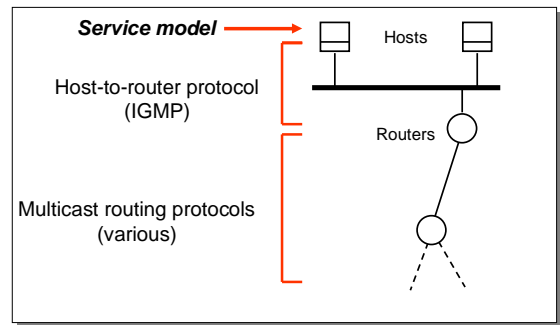 Service model
Hosts
Host-to-router protocol
(IGMP)
Routers
Multicast routing protocols
(various)